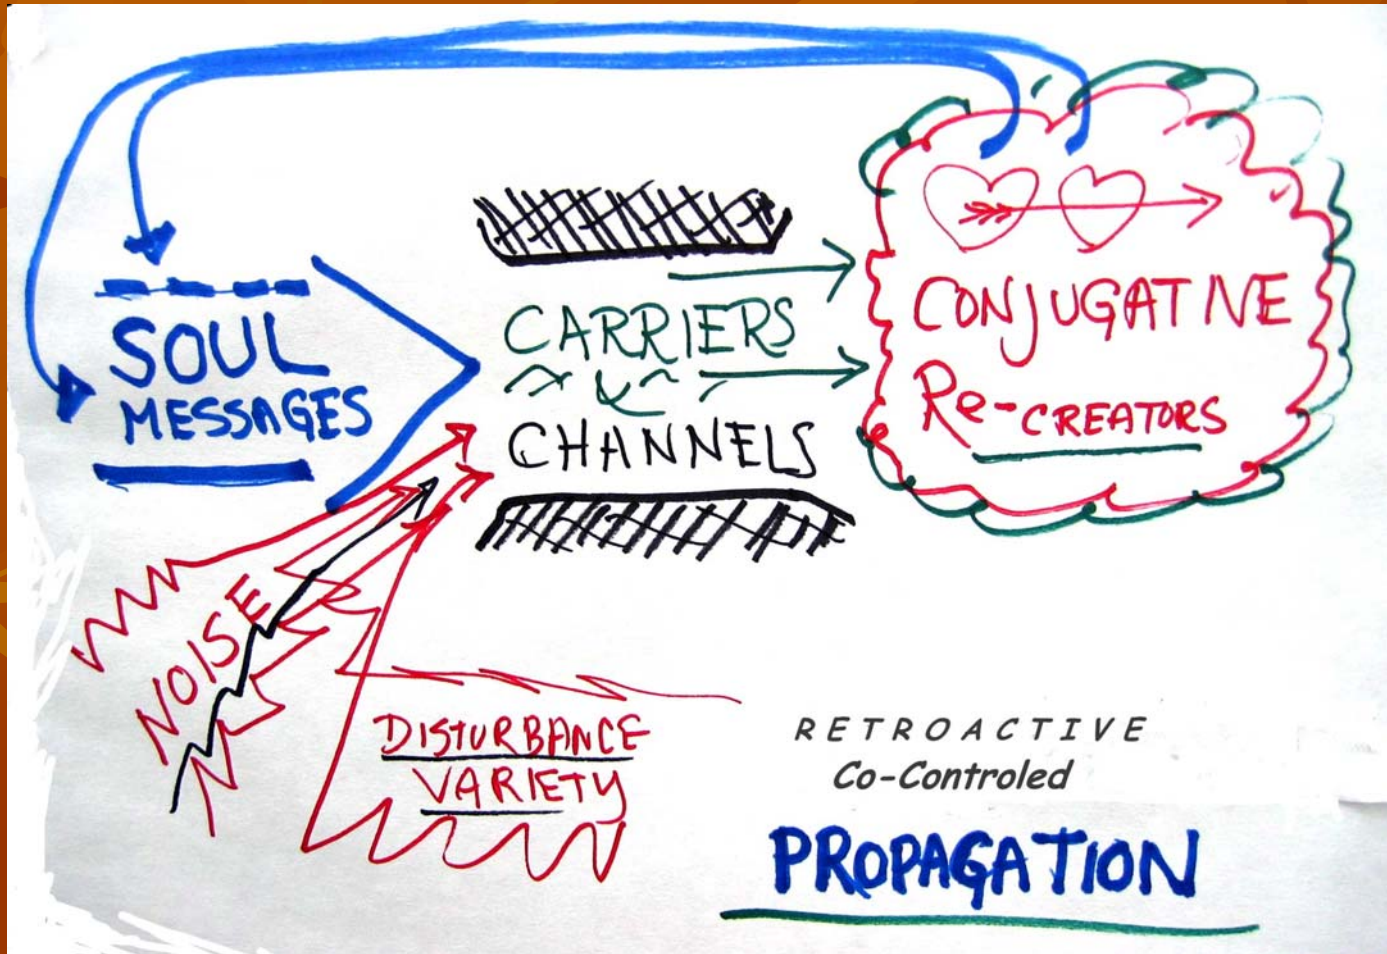 SOUL
MESSAGES
CARRIERS
CHANNELS
CONJUGATIVE
Re-CREATORS
NOISE
DISTURBANCE
VARIETY
RETROACTIVE
Co-Controled
PROPAGATION